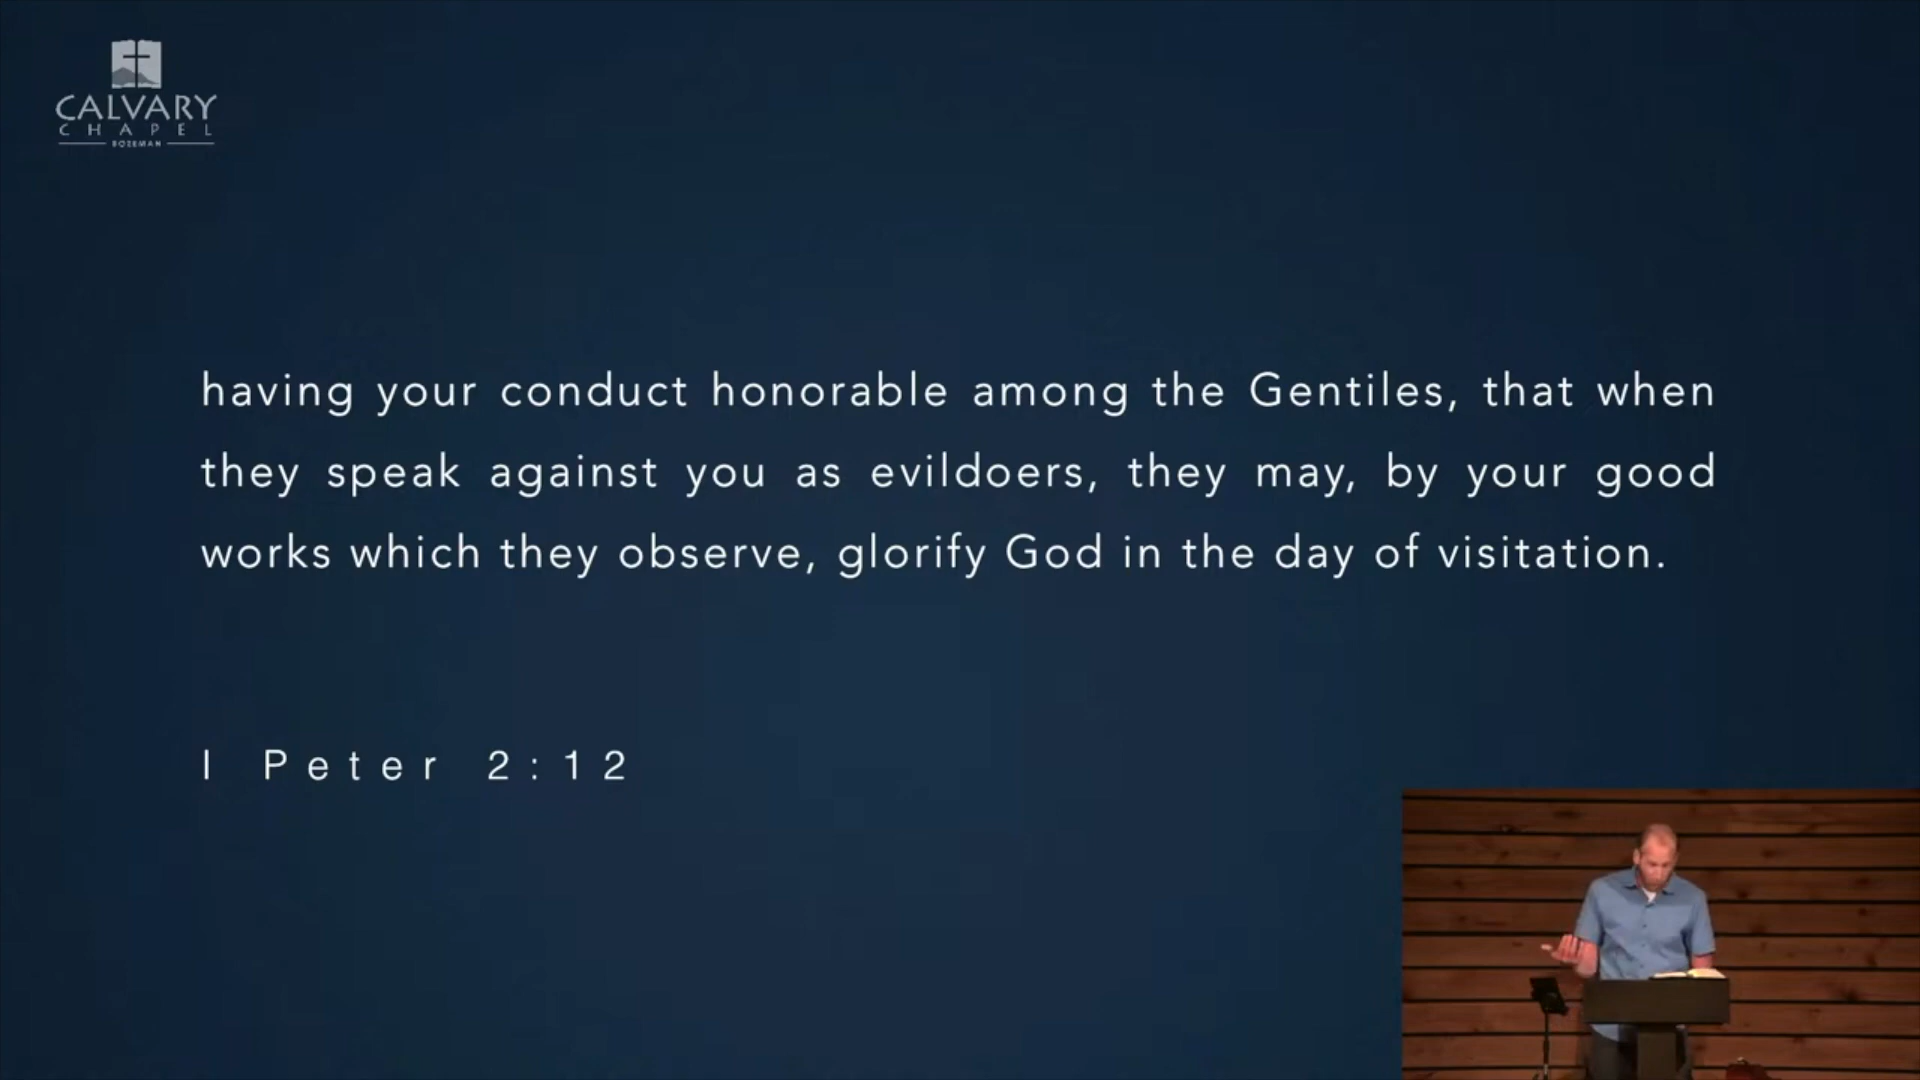 CALVARY
CHAPEL
BOZEMAN
having your conduct honorable among the Gentiles, that when
they speak against you as evildoers, they may, by your good
works which they observe, glorify God in the day of visitation.
I Peter 2:12